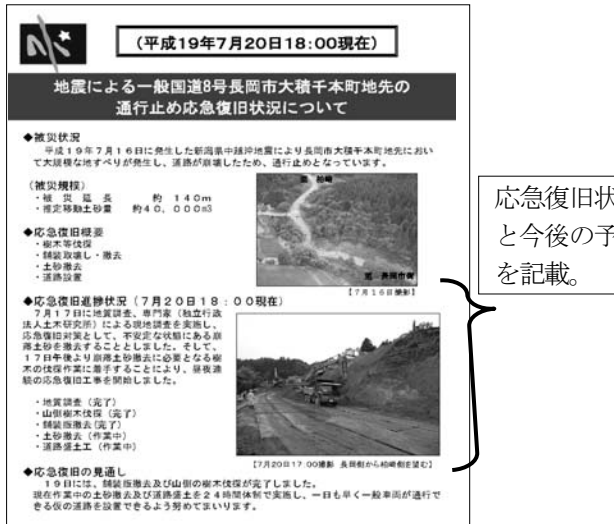 (平成19年7月20日18:00現在)
地震による一般国道8号長岡市大積千本町地先の
通行止め応急復旧状況について
◆被災状況
平成19年7月16日に発生した新潟県中越沖地震により長岡市大積千本町地先におい
て大規模な地すべりが発生し、道路が崩壊したため、通行止めとなっています。
(被災規模)
・被災延長 約 140m
・推定移動土砂量 約40,000m3
◆応急復旧概要
・樹木等伐採
・舗装取壊し・撤去
・土砂撤去
・道路設置
至 柏崎
至 長岡市街
【7月16日撮影】
◆応急復旧進捗状況(7月20日18:00現在)
7月17日に地質調査、専門家(独立行政
法人土木研究所)による現地調査を実施し、
応急復旧対策として、不安定な状態にある崩
落土砂を撤去することとしました。そして、
17日午後より崩落土砂撤去に必要となる樹
木の伐採作業に着手することにより、昼夜連
続の応急復旧工事を開始しました。
・地質調査(完了)
・山側樹木伐採(完了)
・舗装版撤去(完了)
・土砂撤去(作業中)
・道路盛土工(作業中)
【7月20日17:00撮影 長岡側から柏崎側を望む】
◆応急復旧の見通し
19日には、舗装版撤去及び山側の樹木伐採が完了しました。
現在作業中の土砂撤去及び道路盛土を24時間体制で実施し、一日も早く一般車両が通行で
きる仮の道路を設置できるよう努めてまいります。
応急復旧状
と今後の予
を記載。